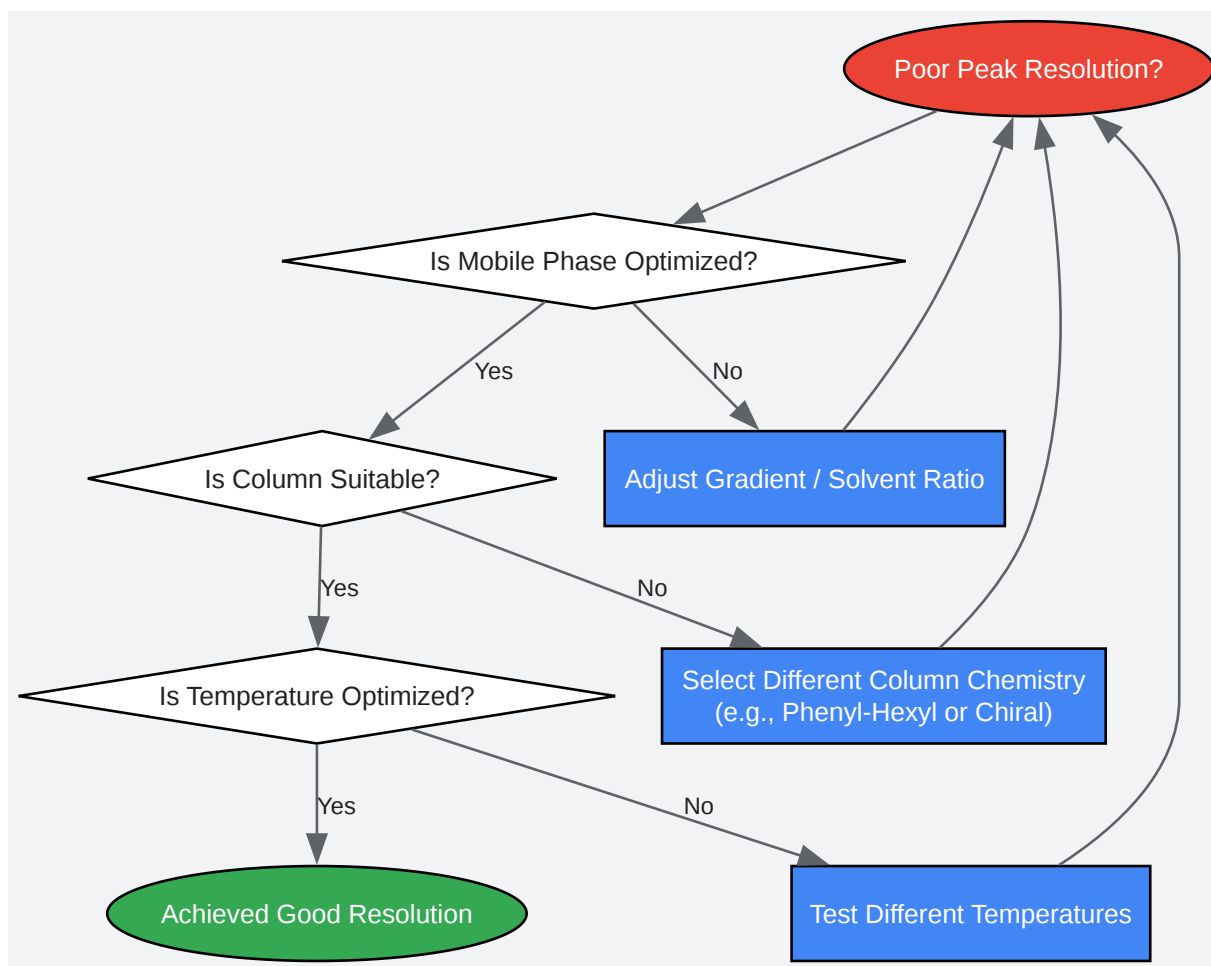 Poor Peak Resolution?
Is Mobile Phase Optimized?
Yes
No
Is Column Suitable?
Adjust Gradient / Solvent Ratio
Yes
No
Is Temperature Optimized?
Select Different Column Chemistry
(e.g., Phenyl-Hexyl or Chiral)
Yes
No
Achieved Good Resolution
Test Different Temperatures